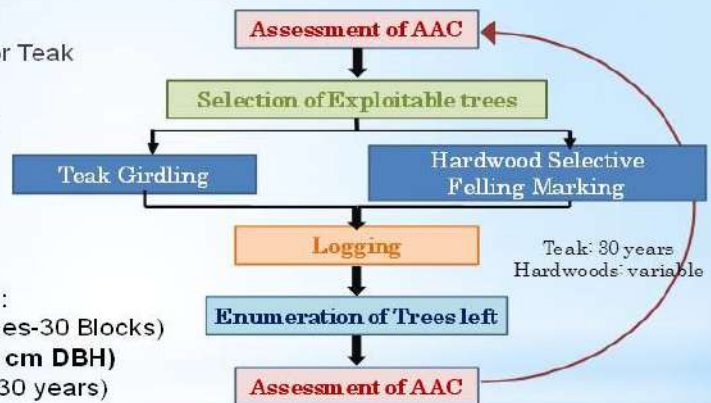 Assessment of AAC
or Teak
Selection of Exploitable trees
Teak Girdling
Hardwood Selective
Felling Marking
Logging
Teak: 30 years
Hardwoods: variable
:
es-30 Blocks)
Enumeration of Trees left
cm DBH)
30 years)
Assessment of AAC